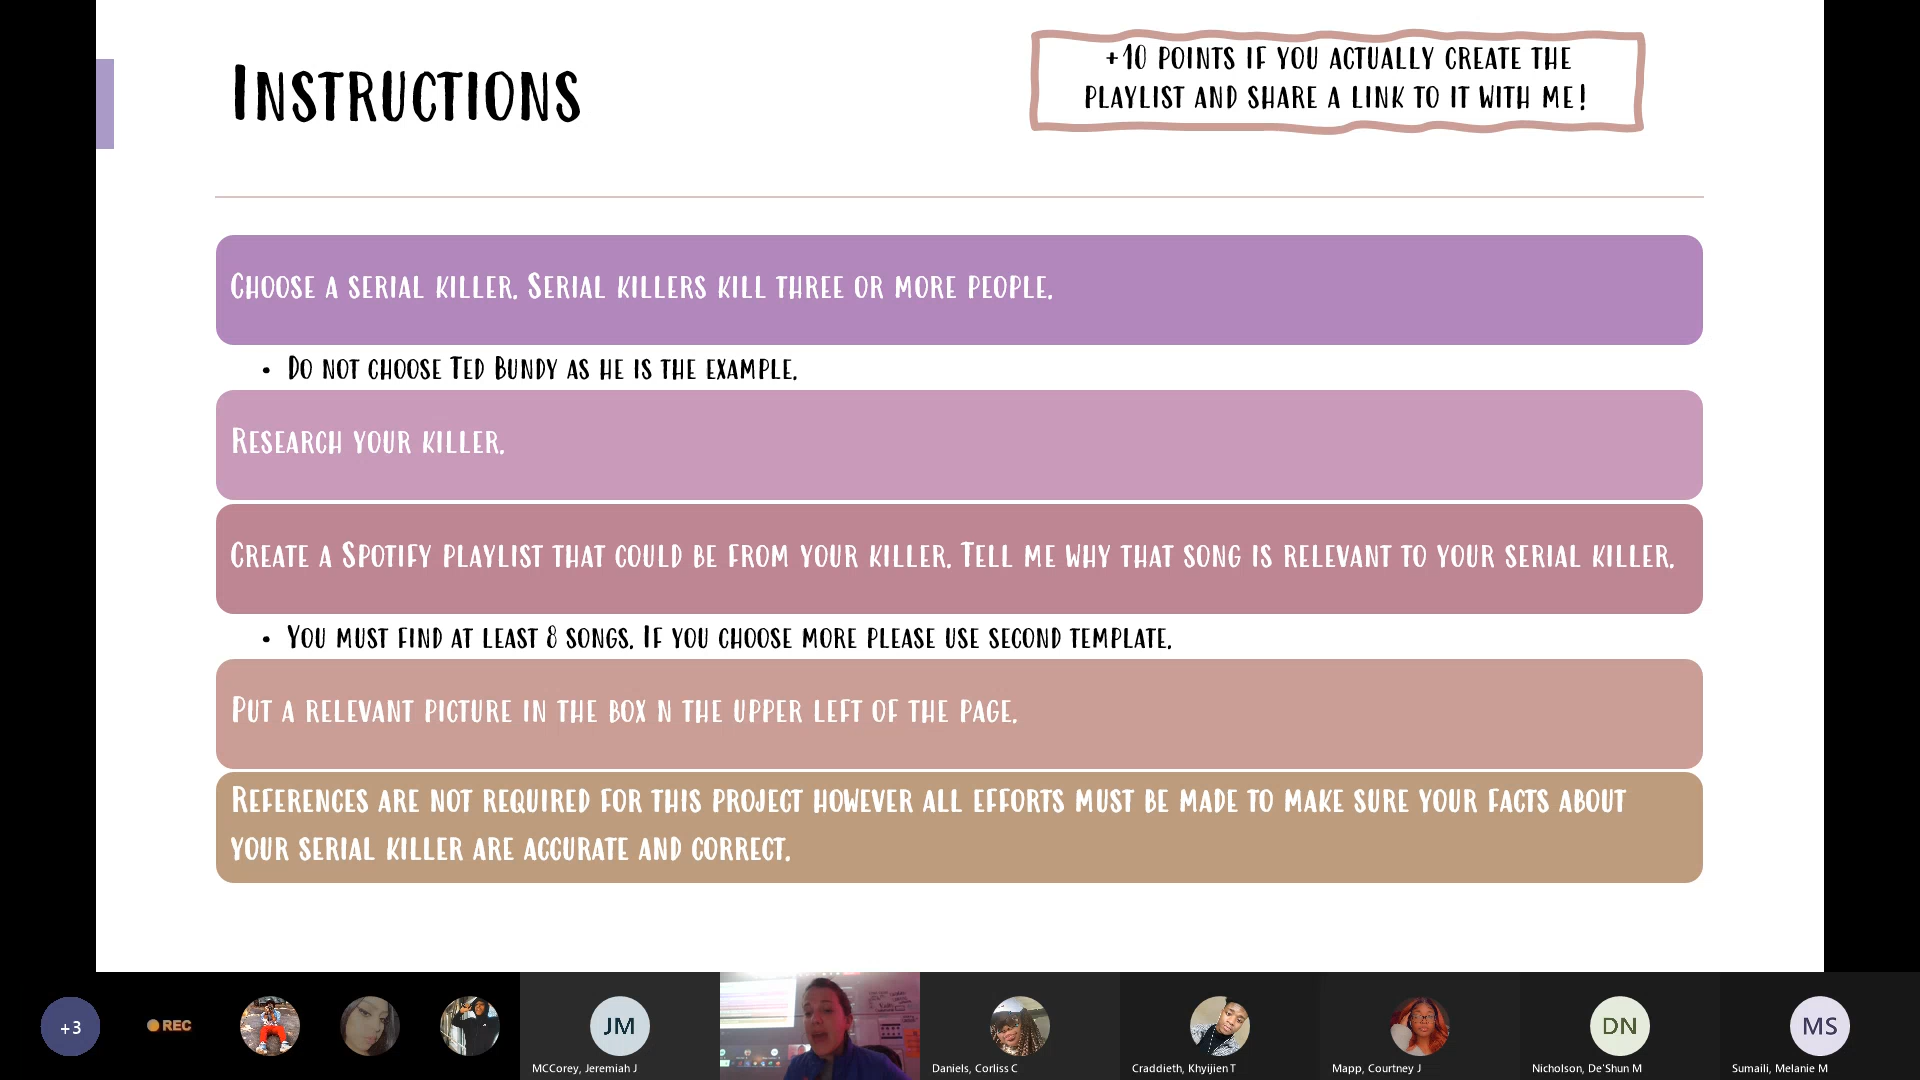 Instructions
+10 points if you actually create the
playlist and share a link to it with me!
Choose a serial killer. Serial killers kill three or more people.
• Do not choose Ted Bundy as he is the example.
Research your killer.
Create a Spotify playlist that could be from your killer. Tell me why that song is relevant to your serial killer.
• You must find at least 8 songs. If you choose more please use second template.
Put a relevant picture in the box n the upper left of the page.
References are not required for this project however all efforts must be made to make sure your facts about
your serial killer are accurate and correct.
+3
REC
JM
DN
MS
MCCorey, Jeremiah J
Daniels, Corliss C
Craddieth, Khyijien T
Mapp, Courtney J
Nicholson, De'Shun M
Sumaili, Melanie M